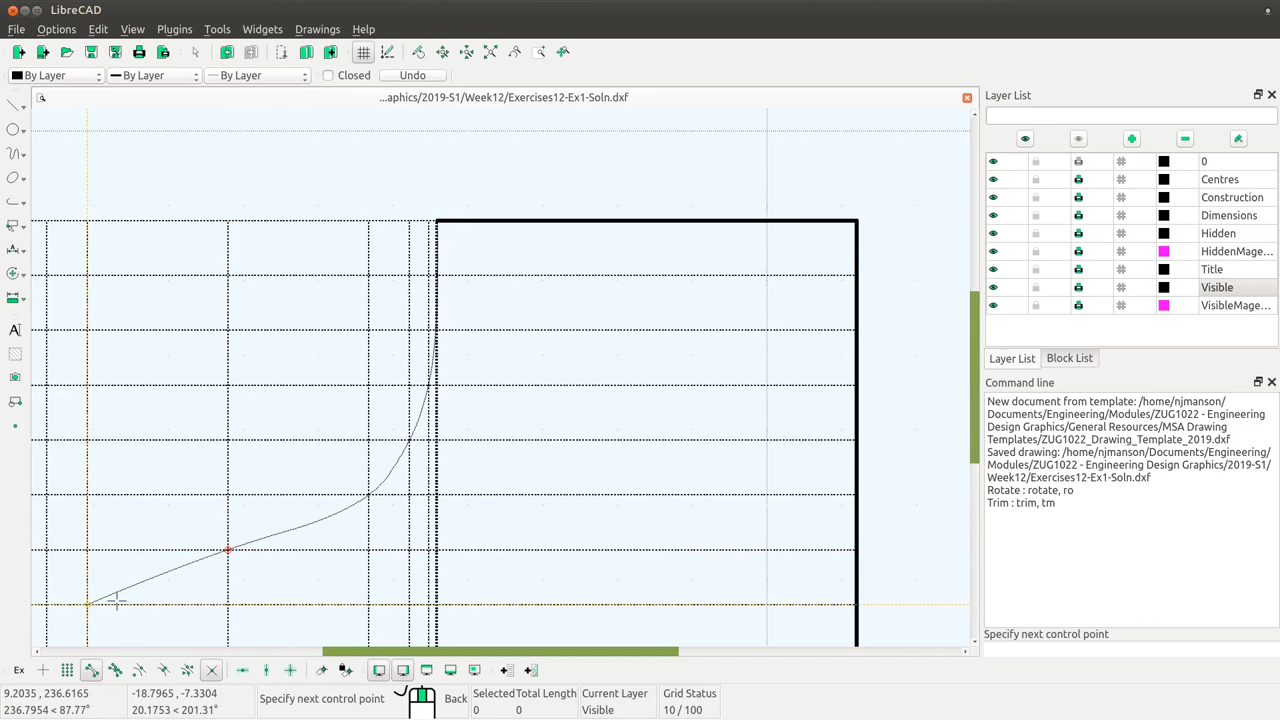 LibreCAD
File Options Edit View Plugins Tools Widgets Drawings Help
By Layer By Layer By Layer Closed Undo
...aphics/2019-S1/Week12/Exercises12-Ex1-Soln.dxf
Layer List
0
Centres
Construction
Dimensions
Hidden
HiddenMage...
Title
Visible
VisibleMage...
Layer List Block List
Command line
New document from template: /home/njmanson/
Documents/Engineering/Modules/ZUG1022 - Engineering
Design Graphics/General Resources/MSA Drawing
Templates/ZUG1022_Drawing_Template_2019.dxf
Saved drawing: /home/njmanson/Documents/Engineering/
Modules/ZUG1022 - Engineering Design Graphics/2019-S1/
Week12/Exercises12-Ex1-Soln.dxf
Rotate : rotate, ro
Trim : trim, tm
Specify next control point
A
Ex
9.2035 , 236.6165
236.7954 < 87.77°
-18.7965 , -7.3304
20.1753 < 201.31°
Specify next control point
Back
Selected Total Length
0 0
Current Layer
Visible
Grid Status
10 / 100